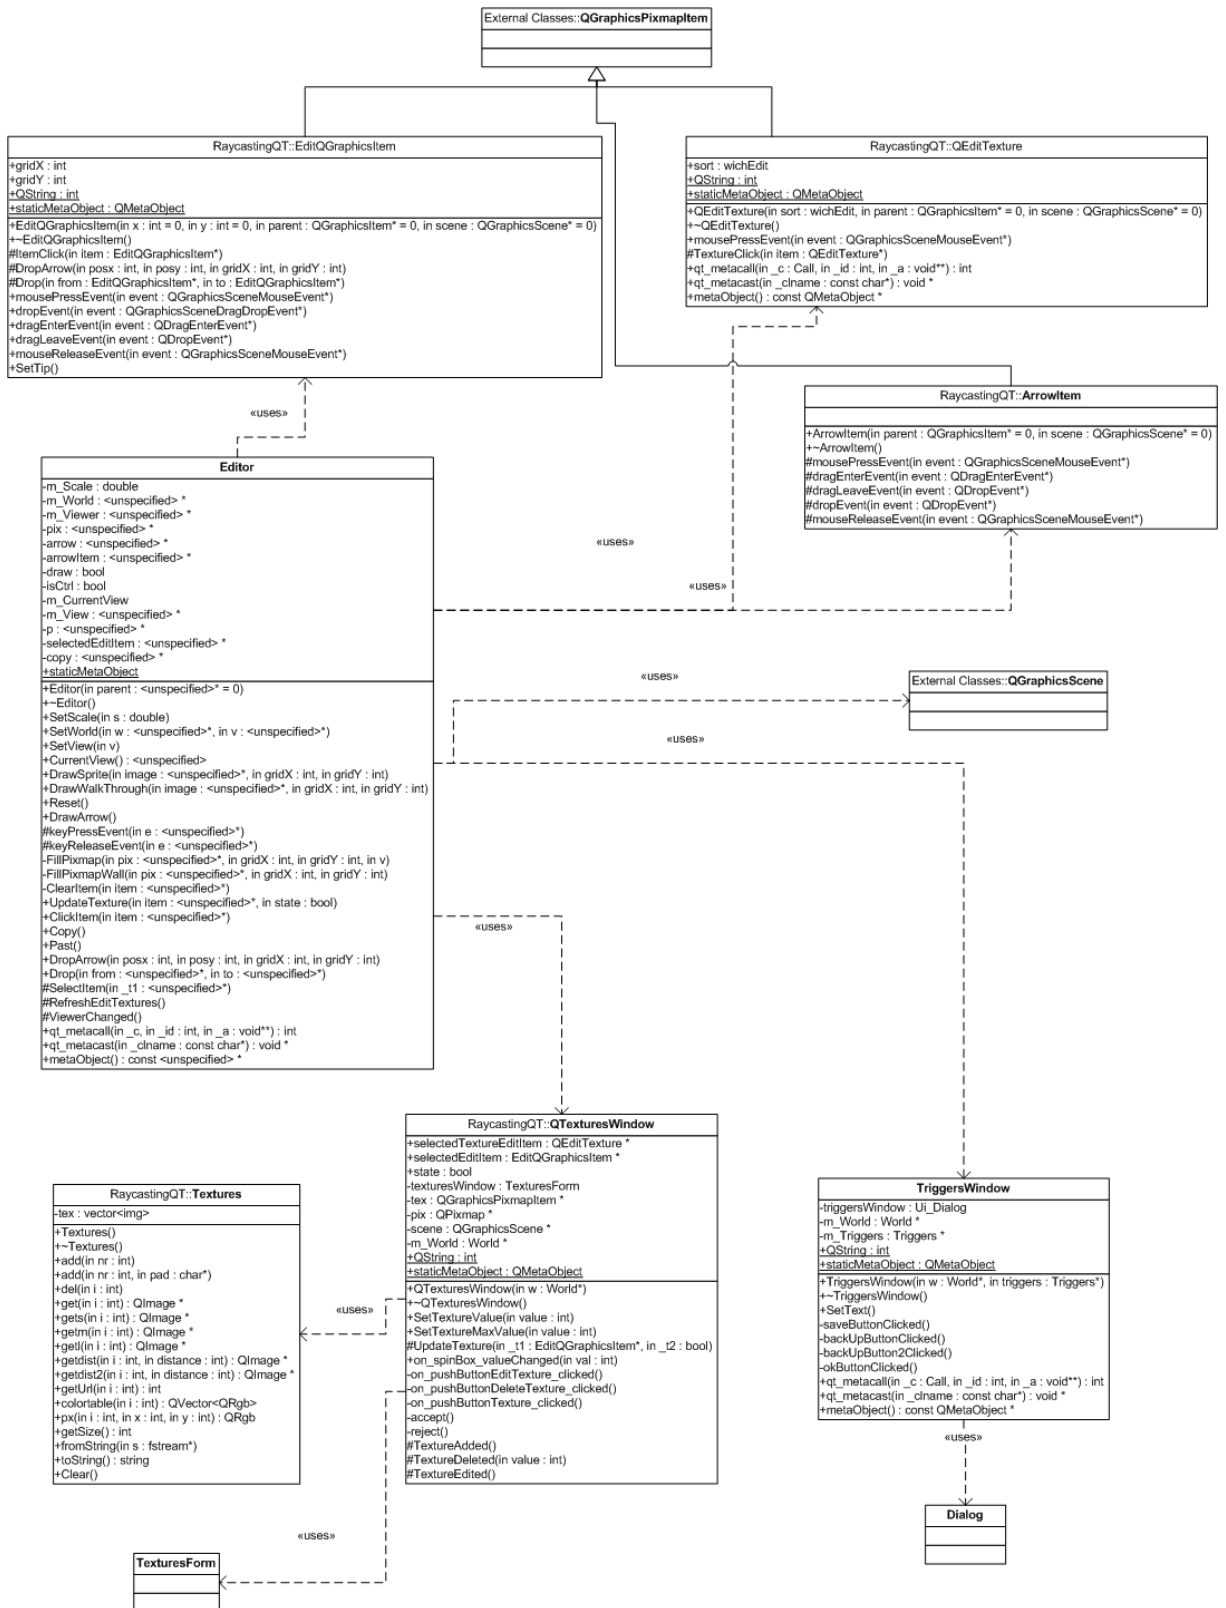 External Classes::QGraphicsPixmapItem
RaycastingQT::EditQGraphicsItem
+gridX : int
+gridY : int
+QString : int
+staticMetaObject : QMetaObject
+EditQGraphicsItem(in x : int = 0, in y : int = 0, in parent : QGraphicsItem* = 0, in scene : QGraphicsScene* = 0)
+~EditQGraphicsItem()
#ItemClick(in item : EditQGraphicsItem*)
#DropArrow(in posx : int, in posy : int, in gridX : int, in gridY : int)
#Drop(in from : EditQGraphicsItem*, in to : EditQGraphicsItem*)
+mousePressEvent(in event : QGraphicsSceneMouseEvent*)
+dropEvent(in event : QGraphicsSceneDragDropEvent*)
+dragEnterEvent(in event : QDragEnterEvent*)
+dragLeaveEvent(in event : QDropEvent*)
+mouseReleaseEvent(in event : QGraphicsSceneMouseEvent*)
+SetTip()
RaycastingQT::QEditTexture
+sort : wichEdit
+QString : int
+staticMetaObject : QMetaObject
+QEditTexture(in sort : wichEdit, in parent : QGraphicsItem* = 0, in scene : QGraphicsScene* = 0)
+~QEditTexture()
+mousePressEvent(in event : QGraphicsSceneMouseEvent*)
#TextureClick(in item : QEditTexture*)
+qt_metacall(in _c : Call, in _id : int, in _a : void**) : int
+qt_metacast(in _clname : const char*) : void *
+metaObject() : const QMetaObject *
RaycastingQT::ArrowItem
+ArrowItem(in parent : QGraphicsItem* = 0, in scene : QGraphicsScene* = 0)
+~ArrowItem()
#mousePressEvent(in event : QGraphicsSceneMouseEvent*)
#dragEnterEvent(in event : QDragEnterEvent*)
#dragLeaveEvent(in event : QDropEvent*)
#dropEvent(in event : QDropEvent*)
#mouseReleaseEvent(in event : QGraphicsSceneMouseEvent*)
«uses»
Editor
-m_Scale : double
-m_World : <unspecified> *
-m_Viewer : <unspecified> *
-pix : <unspecified> *
-arrow : <unspecified> *
-arrowItem : <unspecified> *
-draw : bool
-isCtrl : bool
-m_CurrentView
-m_View : <unspecified> *
-p : <unspecified> *
-selectedEditItem : <unspecified> *
-copy : <unspecified> *
+staticMetaObject
+Editor(in parent : <unspecified>* = 0)
+~Editor()
+SetScale(in s : double)
+SetWorld(in w : <unspecified>*, in v : <unspecified>*)
+SetView(in v)
+CurrentView() : <unspecified>
+DrawSprite(in image : <unspecified>*, in gridX : int, in gridY : int)
+DrawWalkThrough(in image : <unspecified>*, in gridX : int, in gridY : int)
+Reset()
+DrawArrow()
#keyPressEvent(in e : <unspecified>*)
#keyReleaseEvent(in e : <unspecified>*)
-FillPixmap(in pix : <unspecified>*, in gridX : int, in gridY : int, in v)
-FillPixmapWall(in pix : <unspecified>*, in gridX : int, in gridY : int)
-ClearItem(in item : <unspecified>*)
+UpdateTexture(in item : <unspecified>*, in state : bool)
+ClickItem(in item : <unspecified>*)
+Copy()
+Past()
+DropArrow(in posx : int, in posy : int, in gridX : int, in gridY : int)
+Drop(in from : <unspecified>*, in to : <unspecified>*)
#SelectItem(in _t1 : <unspecified>*)
#RefreshEditTextures()
#ViewerChanged()
+qt_metacall(in _c, in _id : int, in _a : void**) : int
+qt_metacast(in _clname : const char*) : void *
+metaObject() : const <unspecified> *
«uses»
«uses»
«uses»
External Classes::QGraphicsScene
«uses»
«uses»
RaycastingQT::QTexturesWindow
+selectedTextureEditItem : QEditTexture *
+selectedEditItem : EditQGraphicsItem *
+state : bool
-texturesWindow : TexturesForm
-tex : QGraphicsPixmapItem *
-pix : QPixmap *
-scene : QGraphicsScene *
-m_World : World *
+QString : int
+staticMetaObject : QMetaObject
+QTexturesWindow(in w : World*)
+~QTexturesWindow()
+SetTextureValue(in value : int)
+SetTextureMaxValue(in value : int)
#UpdateTexture(in _t1 : EditQGraphicsItem*, in _t2 : bool)
+on_spinBox_valueChanged(in val : int)
-on_pushButtonEditTexture_clicked()
-on_pushButtonDeleteTexture_clicked()
-on_pushButtonTexture_clicked()
-accept()
-reject()
#TextureAdded()
#TextureDeleted(in value : int)
#TextureEdited()
RaycastingQT::Textures
-tex : vector<img>
+Textures()
+~Textures()
+add(in nr : int)
+add(in nr : int, in pad : char*)
+del(in i : int)
+get(in i : int) : QImage *
+gets(in i : int) : QImage *
+getm(in i : int) : QImage *
+getl(in i : int) : QImage *
+getdist(in i : int, in distance : int) : QImage *
+getdist2(in i : int, in distance : int) : QImage *
+getUrl(in i : int) : int
+colortable(in i : int) : QVector<QRgb>
+px(in i : int, in x : int, in y : int) : QRgb
+getSize() : int
+fromString(in s : fstream*)
+toString() : string
+Clear()
«uses»
TriggersWindow
-triggersWindow : Ui_Dialog
-m_World : World *
-m_Triggers : Triggers *
+QString : int
+staticMetaObject : QMetaObject
+TriggersWindow(in w : World*, in triggers : Triggers*)
+~TriggersWindow()
+SetText()
-saveButtonClicked()
-backUpButtonClicked()
-backUpButton2Clicked()
-okButtonClicked()
+qt_metacall(in _c : Call, in _id : int, in _a : void**) : int
+qt_metacast(in _clname : const char*) : void *
+metaObject() : const QMetaObject *
«uses»
Dialog
«uses»
TexturesForm